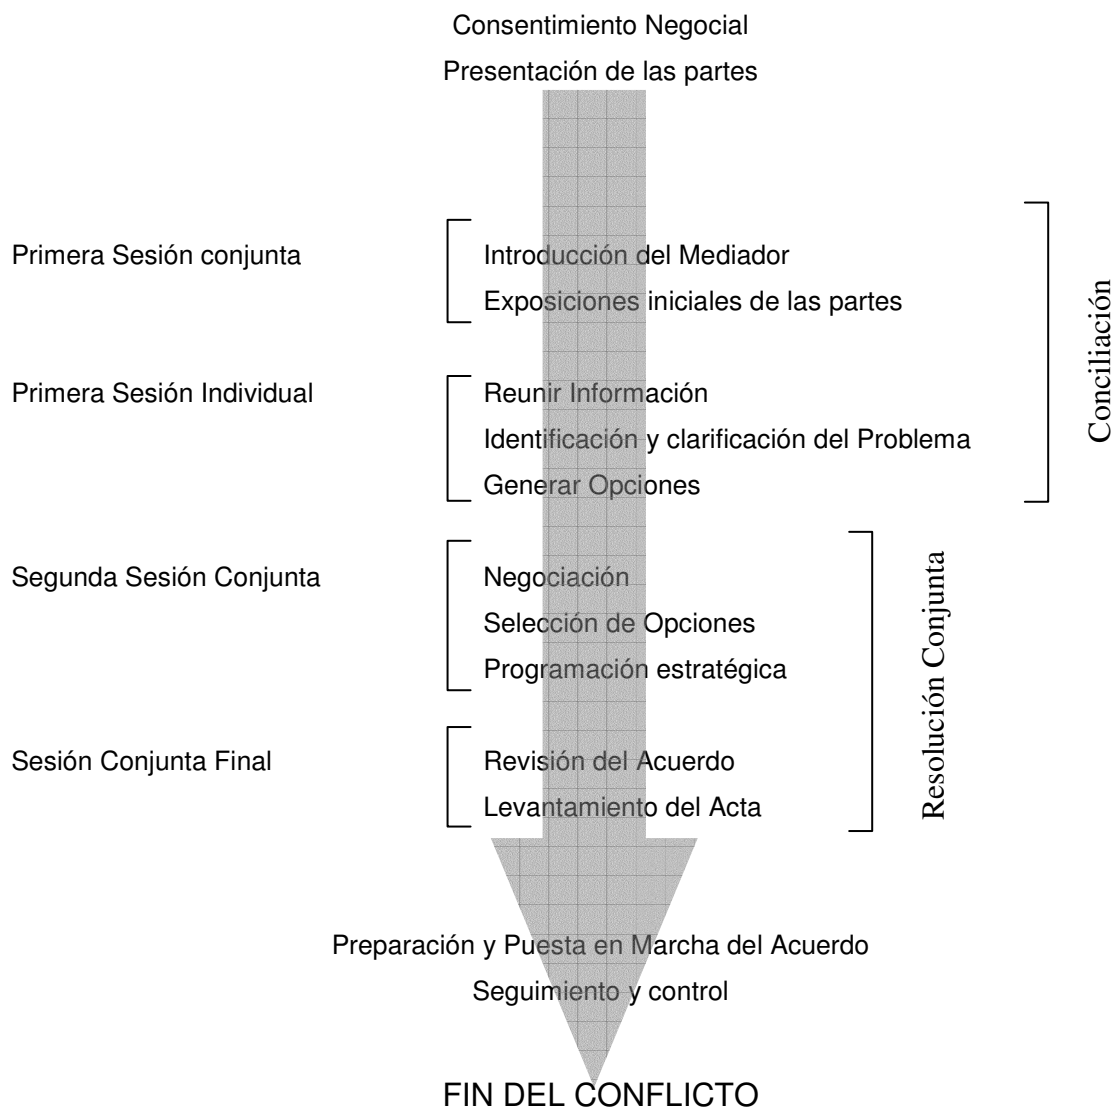 Consentimiento Negocial
Presentación de las partes
Primera Sesión conjunta
Introducción del Mediador
Exposiciones iniciales de las partes
Primera Sesión Individual
Reunir Información
Identificación y clarificación del Problema
Generar Opciones
Conciliación
Segunda Sesión Conjunta
Negociación
Selección de Opciones
Programación estratégica
Sesión Conjunta Final
Revisión del Acuerdo
Levantamiento del Acta
Resolución Conjunta
Preparación y Puesta en Marcha del Acuerdo
Seguimiento y control
FIN DEL CONFLICTO